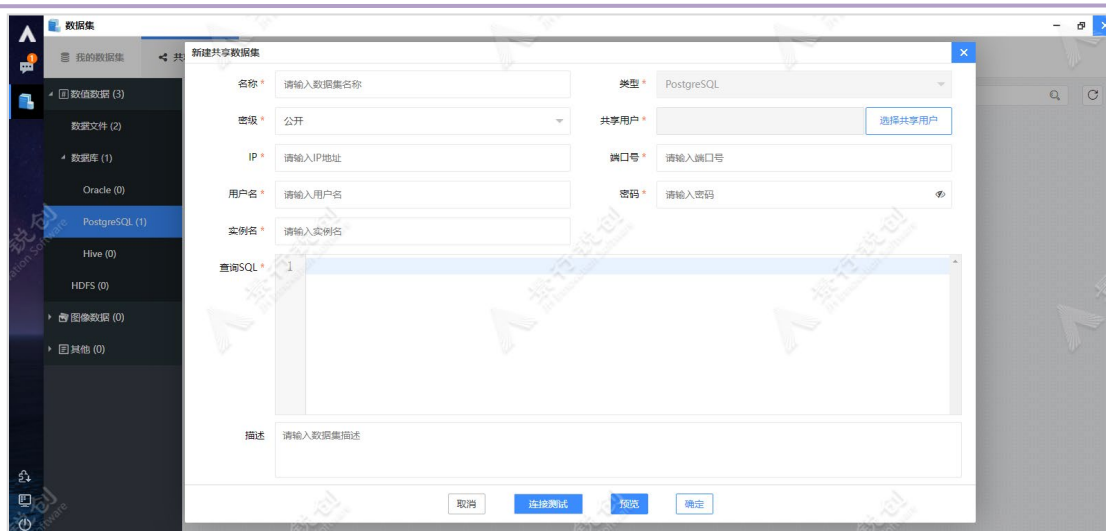 数据集
我的数据集
共
新建共享数据集
名称 * 请输入数据集名称
类型 * PostgreSQL
密级 * 公开
共享用户 * 选择共享用户
IP * 请输入IP地址
端口号 * 请输入端口号
用户名 * 请输入用户名
密码 * 请输入密码
实例名 * 请输入实例名
查询SQL * 1
描述 请输入数据集描述
取消 连接测试 预览 确定
数值数据 (3)
数据文件 (2)
数据库 (1)
Oracle (0)
PostgreSQL (1)
Hive (0)
HDFS (0)
图像数据 (0)
其他 (0)